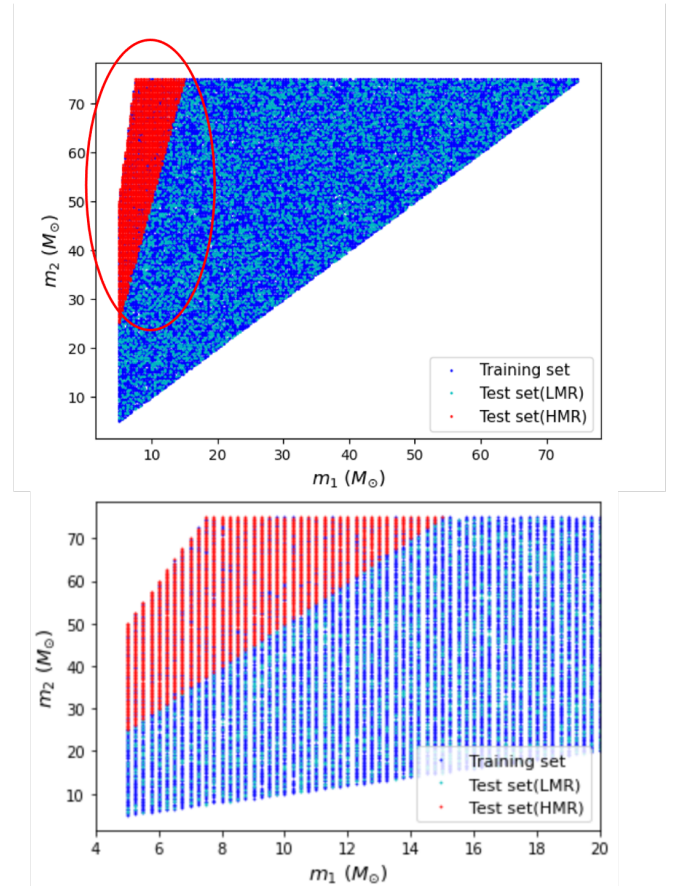 70
60
50
40
30
20
10
m₂ (M⊙)
Training set
Test set(LMR)
Test set(HMR)
10 20 30 40 50 60 70
m₁ (M⊙)
70
60
50
40
30
20
10
m₂ (M⊙)
Training set
Test set(LMR)
Test set(HMR)
4 6 8 10 12 14 16 18 20
m₁ (M⊙)